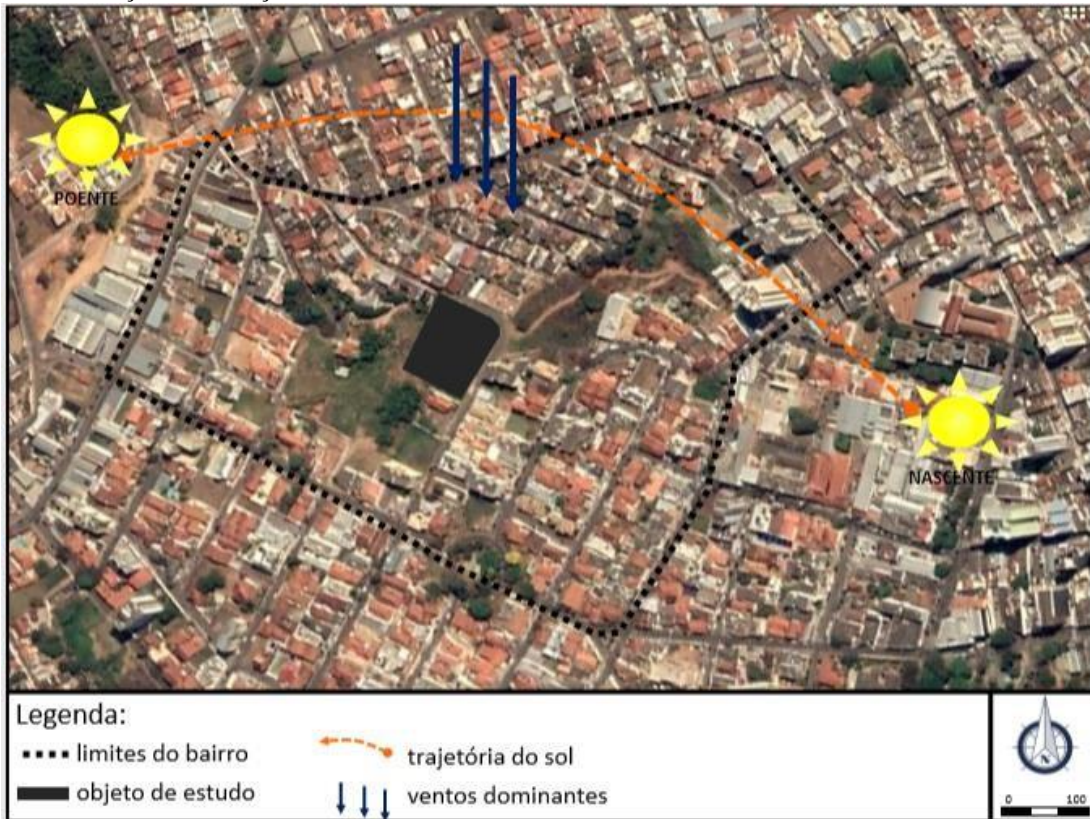 POENTE
NASCENTE
Legenda:
limites do bairro
trajetória do sol
objeto de estudo
ventos dominantes
N
0 100